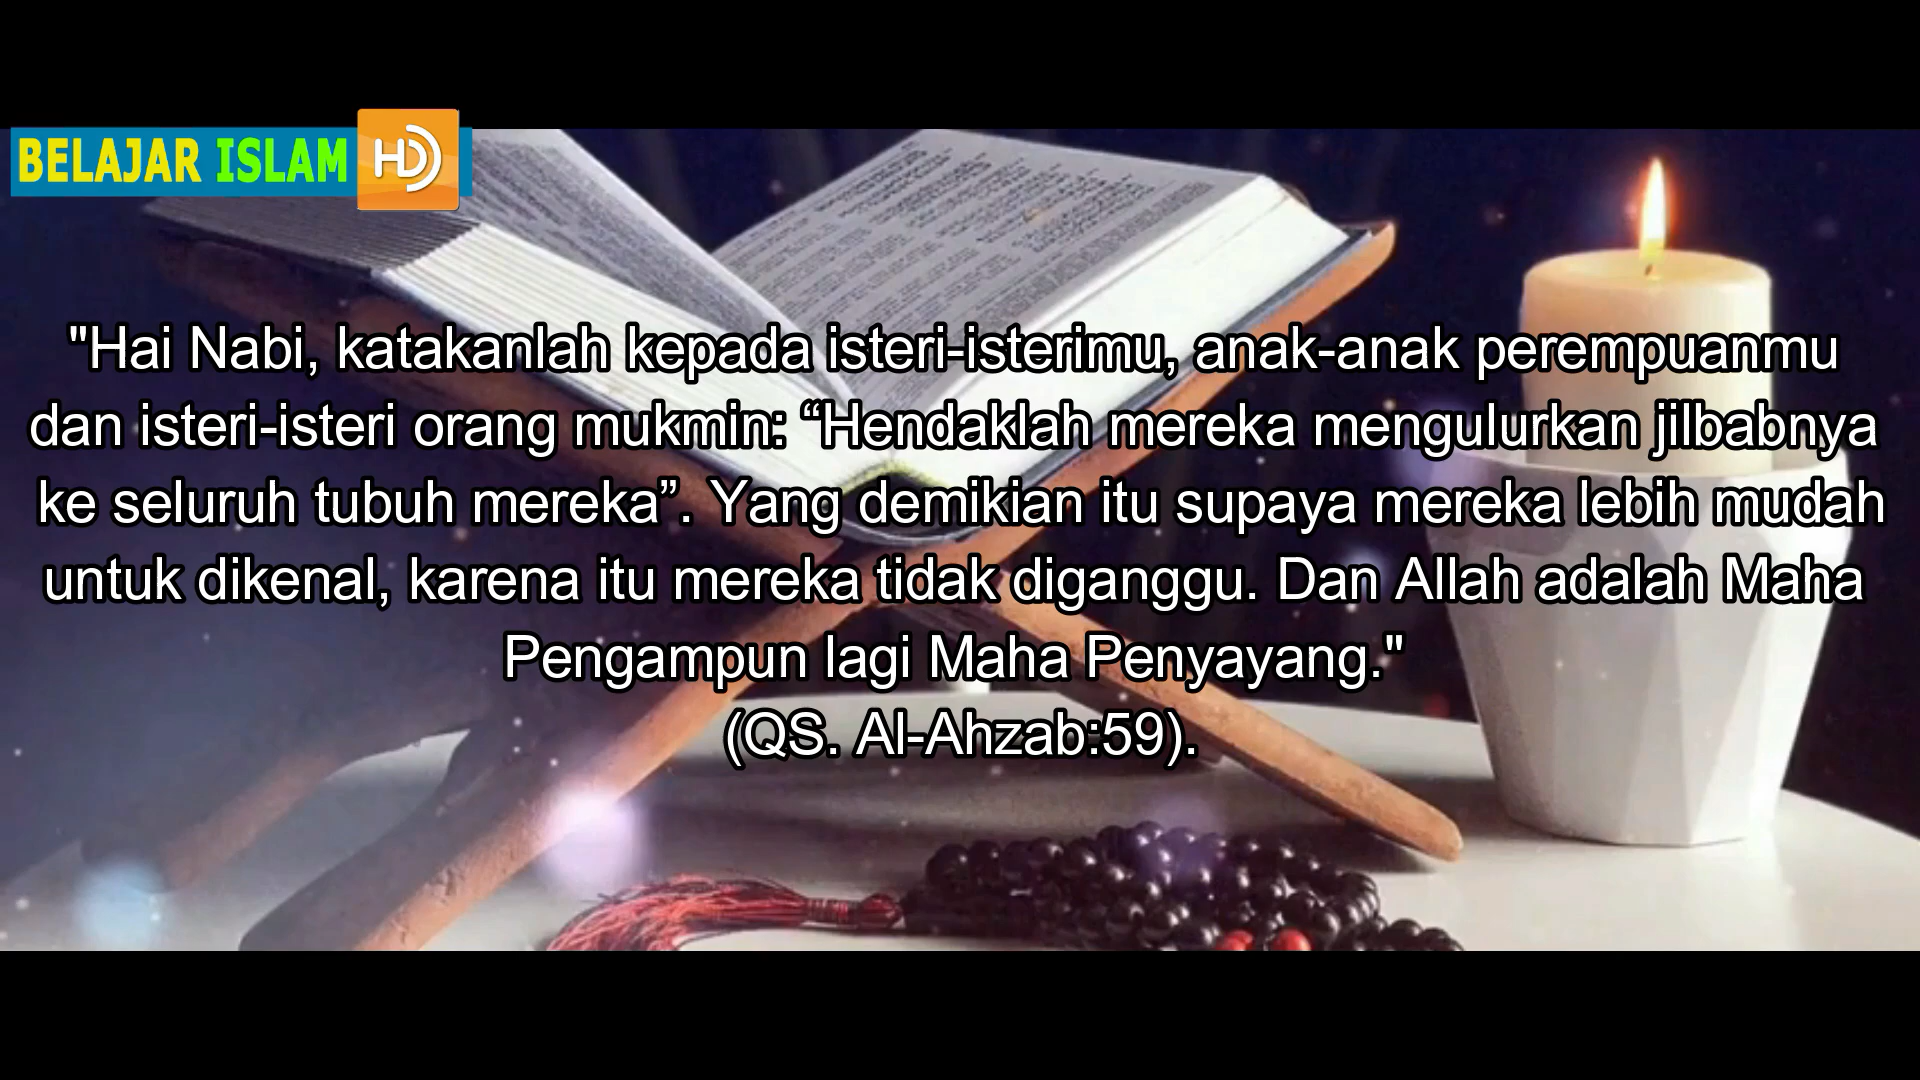 BELAJAR ISLAM HD
"Hai Nabi, katakanlah kepada isteri-isterimu, anak-anak perempuanmu
dan isteri-isteri orang mukmin: “Hendaklah mereka mengulurkan jilbabnya
ke seluruh tubuh mereka”. Yang demikian itu supaya mereka lebih mudah
untuk dikenal, karena itu mereka tidak diganggu. Dan Allah adalah Maha
Pengampun lagi Maha Penyayang."
(QS. Al-Ahzab:59).